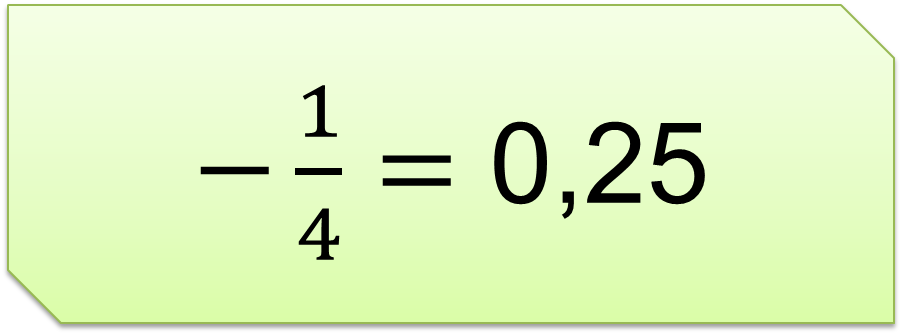 − 1/4 = 0,25